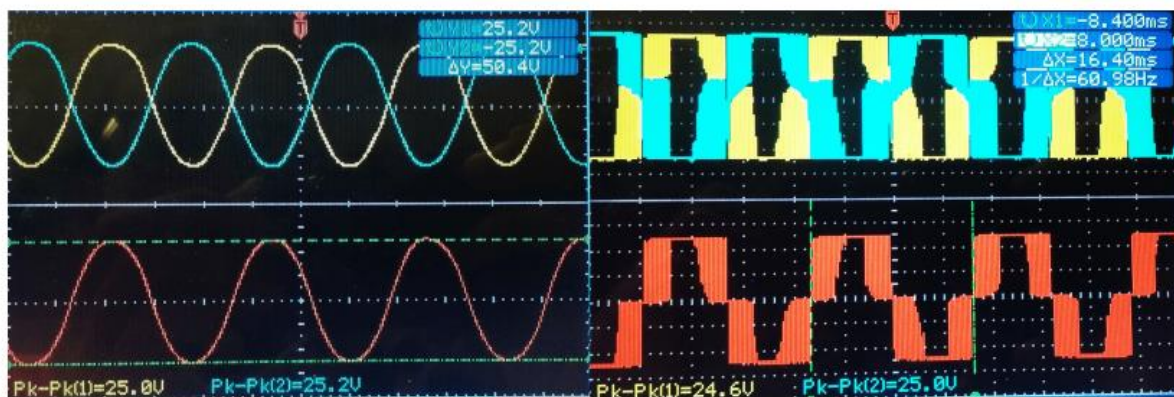 T
25.2V
-25.2V
ΔY=50.4V
Pk-Pk(1)=25.0V Pk-Pk(2)=25.2V
T
X1=-8.400ms
8.000ms
ΔX=16.40ms
1/ΔX=60.98Hz
Pk-Pk(1)=24.6V Pk-Pk(2)=25.0V